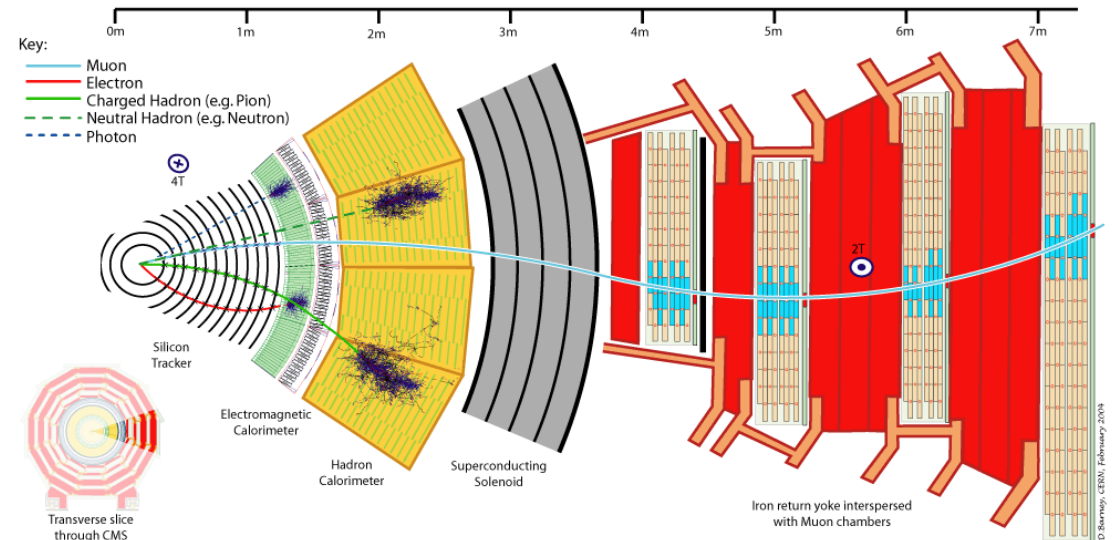 0m 1m 2m 3m 4m 5m 6m 7m
Key:
Muon
Electron
Charged Hadron (e.g. Pion)
Neutral Hadron (e.g. Neutron)
Photon
4T
2T
Silicon
Tracker
Electromagnetic
Calorimeter
Hadron
Calorimeter
Superconducting
Solenoid
Iron return yoke interspersed
with Muon chambers
Transverse slice
through CMS
D. Barney, CERN, February 2004